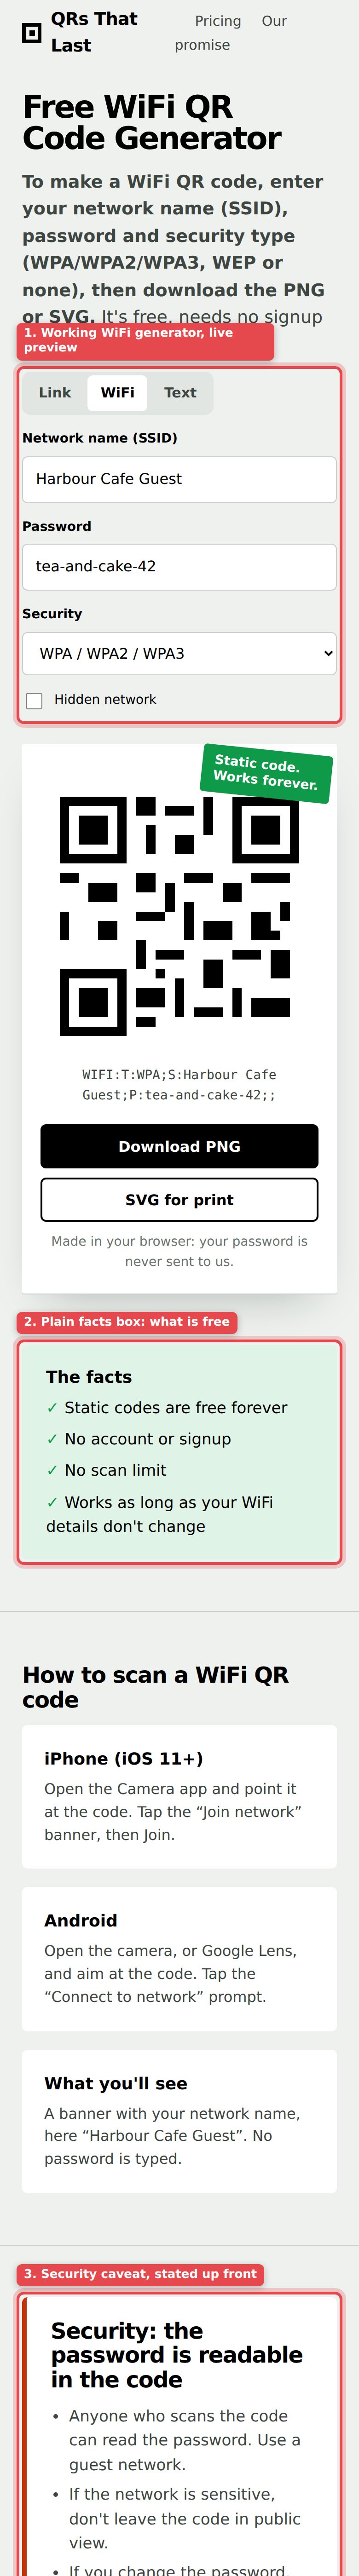 QRs That
Last
Pricing Our
promise
Free WiFi QR
Code Generator
To make a WiFi QR code, enter
your network name (SSID),
password and security type
(WPA/WPA2/WPA3, WEP or
none), then download the PNG
or SVG. It's free, needs no signup
1. Working WiFi generator, live
preview
Link WiFi Text
Network name (SSID)
Harbour Cafe Guest
Password
tea-and-cake-42
Security
WPA / WPA2 / WPA3
Hidden network
Static code.
Works forever.
WIFI:T:WPA;S:Harbour Cafe
Guest;P:tea-and-cake-42;;
Download PNG
SVG for print
Made in your browser: your password is
never sent to us.
2. Plain facts box: what is free
The facts
✓ Static codes are free forever
✓ No account or signup
✓ No scan limit
✓ Works as long as your WiFi
details don't change
How to scan a WiFi QR
code
iPhone (iOS 11+)
Open the Camera app and point it
at the code. Tap the “Join network”
banner, then Join.
Android
Open the camera, or Google Lens,
and aim at the code. Tap the
“Connect to network” prompt.
What you'll see
A banner with your network name,
here “Harbour Cafe Guest”. No
password is typed.
3. Security caveat, stated up front
Security: the
password is readable
in the code
• Anyone who scans the code
can read the password. Use a
guest network.
• If the network is sensitive,
don't leave the code in public
view.
• If you change the password,